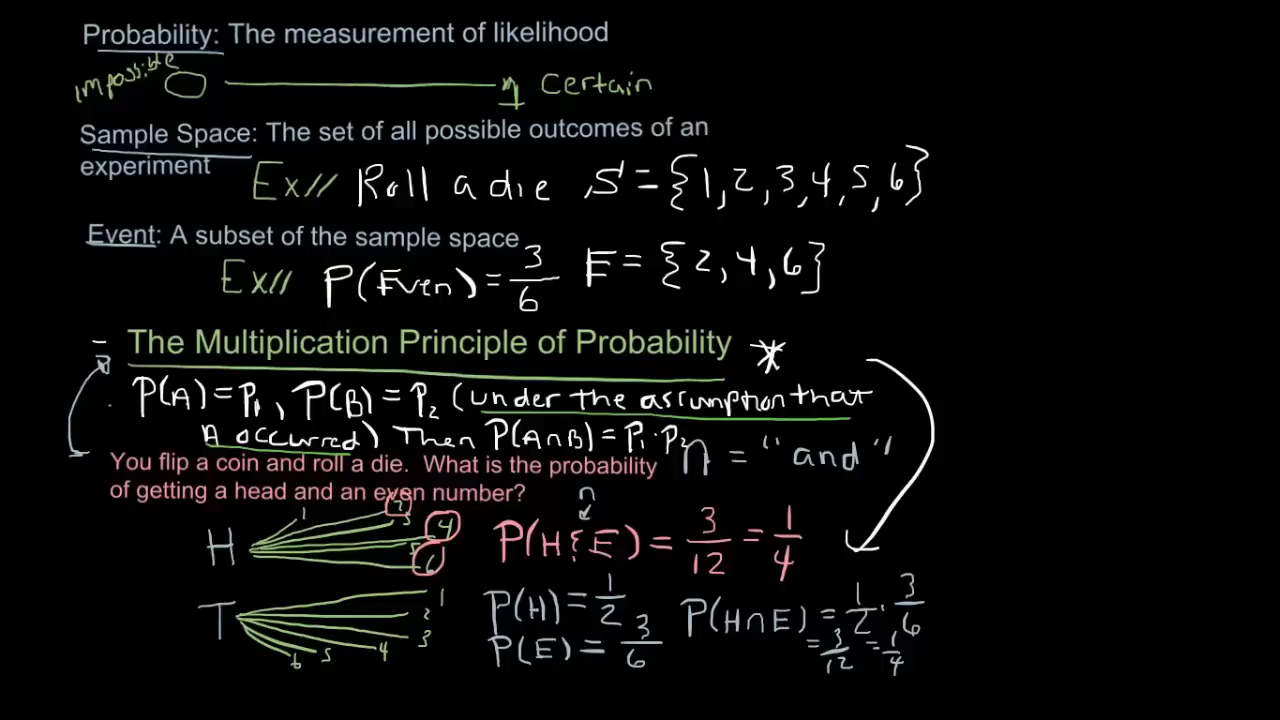 Probability: The measurement of likelihood
Impossible 0 1 Certain
Sample Space: The set of all possible outcomes of an
experiment
Ex// Roll a die S = {1, 2, 3, 4, 5, 6}
Event: A subset of the sample space
Ex// P(Even) = 3/6 E = {2, 4, 6}
- The Multiplication Principle of Probability *
P(A) = P₁, P(B) = P₂ (under the assumption that
A occurred) Then P(A∩B) = P₁·P₂
∩ = "and"
You flip a coin and roll a die. What is the probability
of getting a head and an even number?
∩
H 1 2 3 4 5 6
P(H & E) = 3/12 = 1/4
T 1 2 3 4 5 6
P(H) = 1/2
P(E) = 3/6
P(H∩E) = 1/2 · 3/6
= 3/12 = 1/4